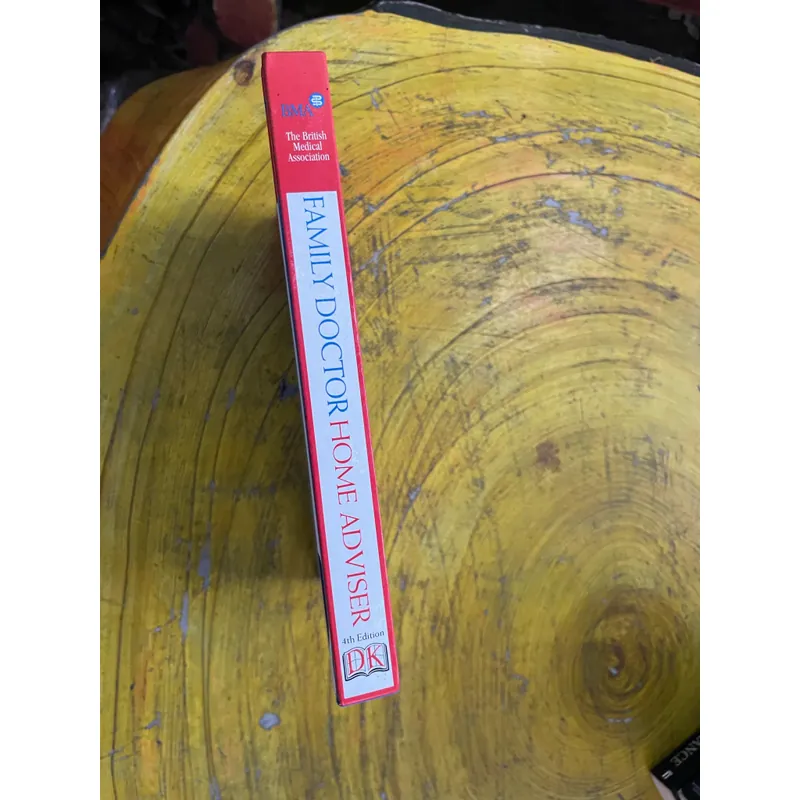 BMA
The British
Medical
Association
FAMILY DOCTOR HOME ADVISER
4th Edition
DK